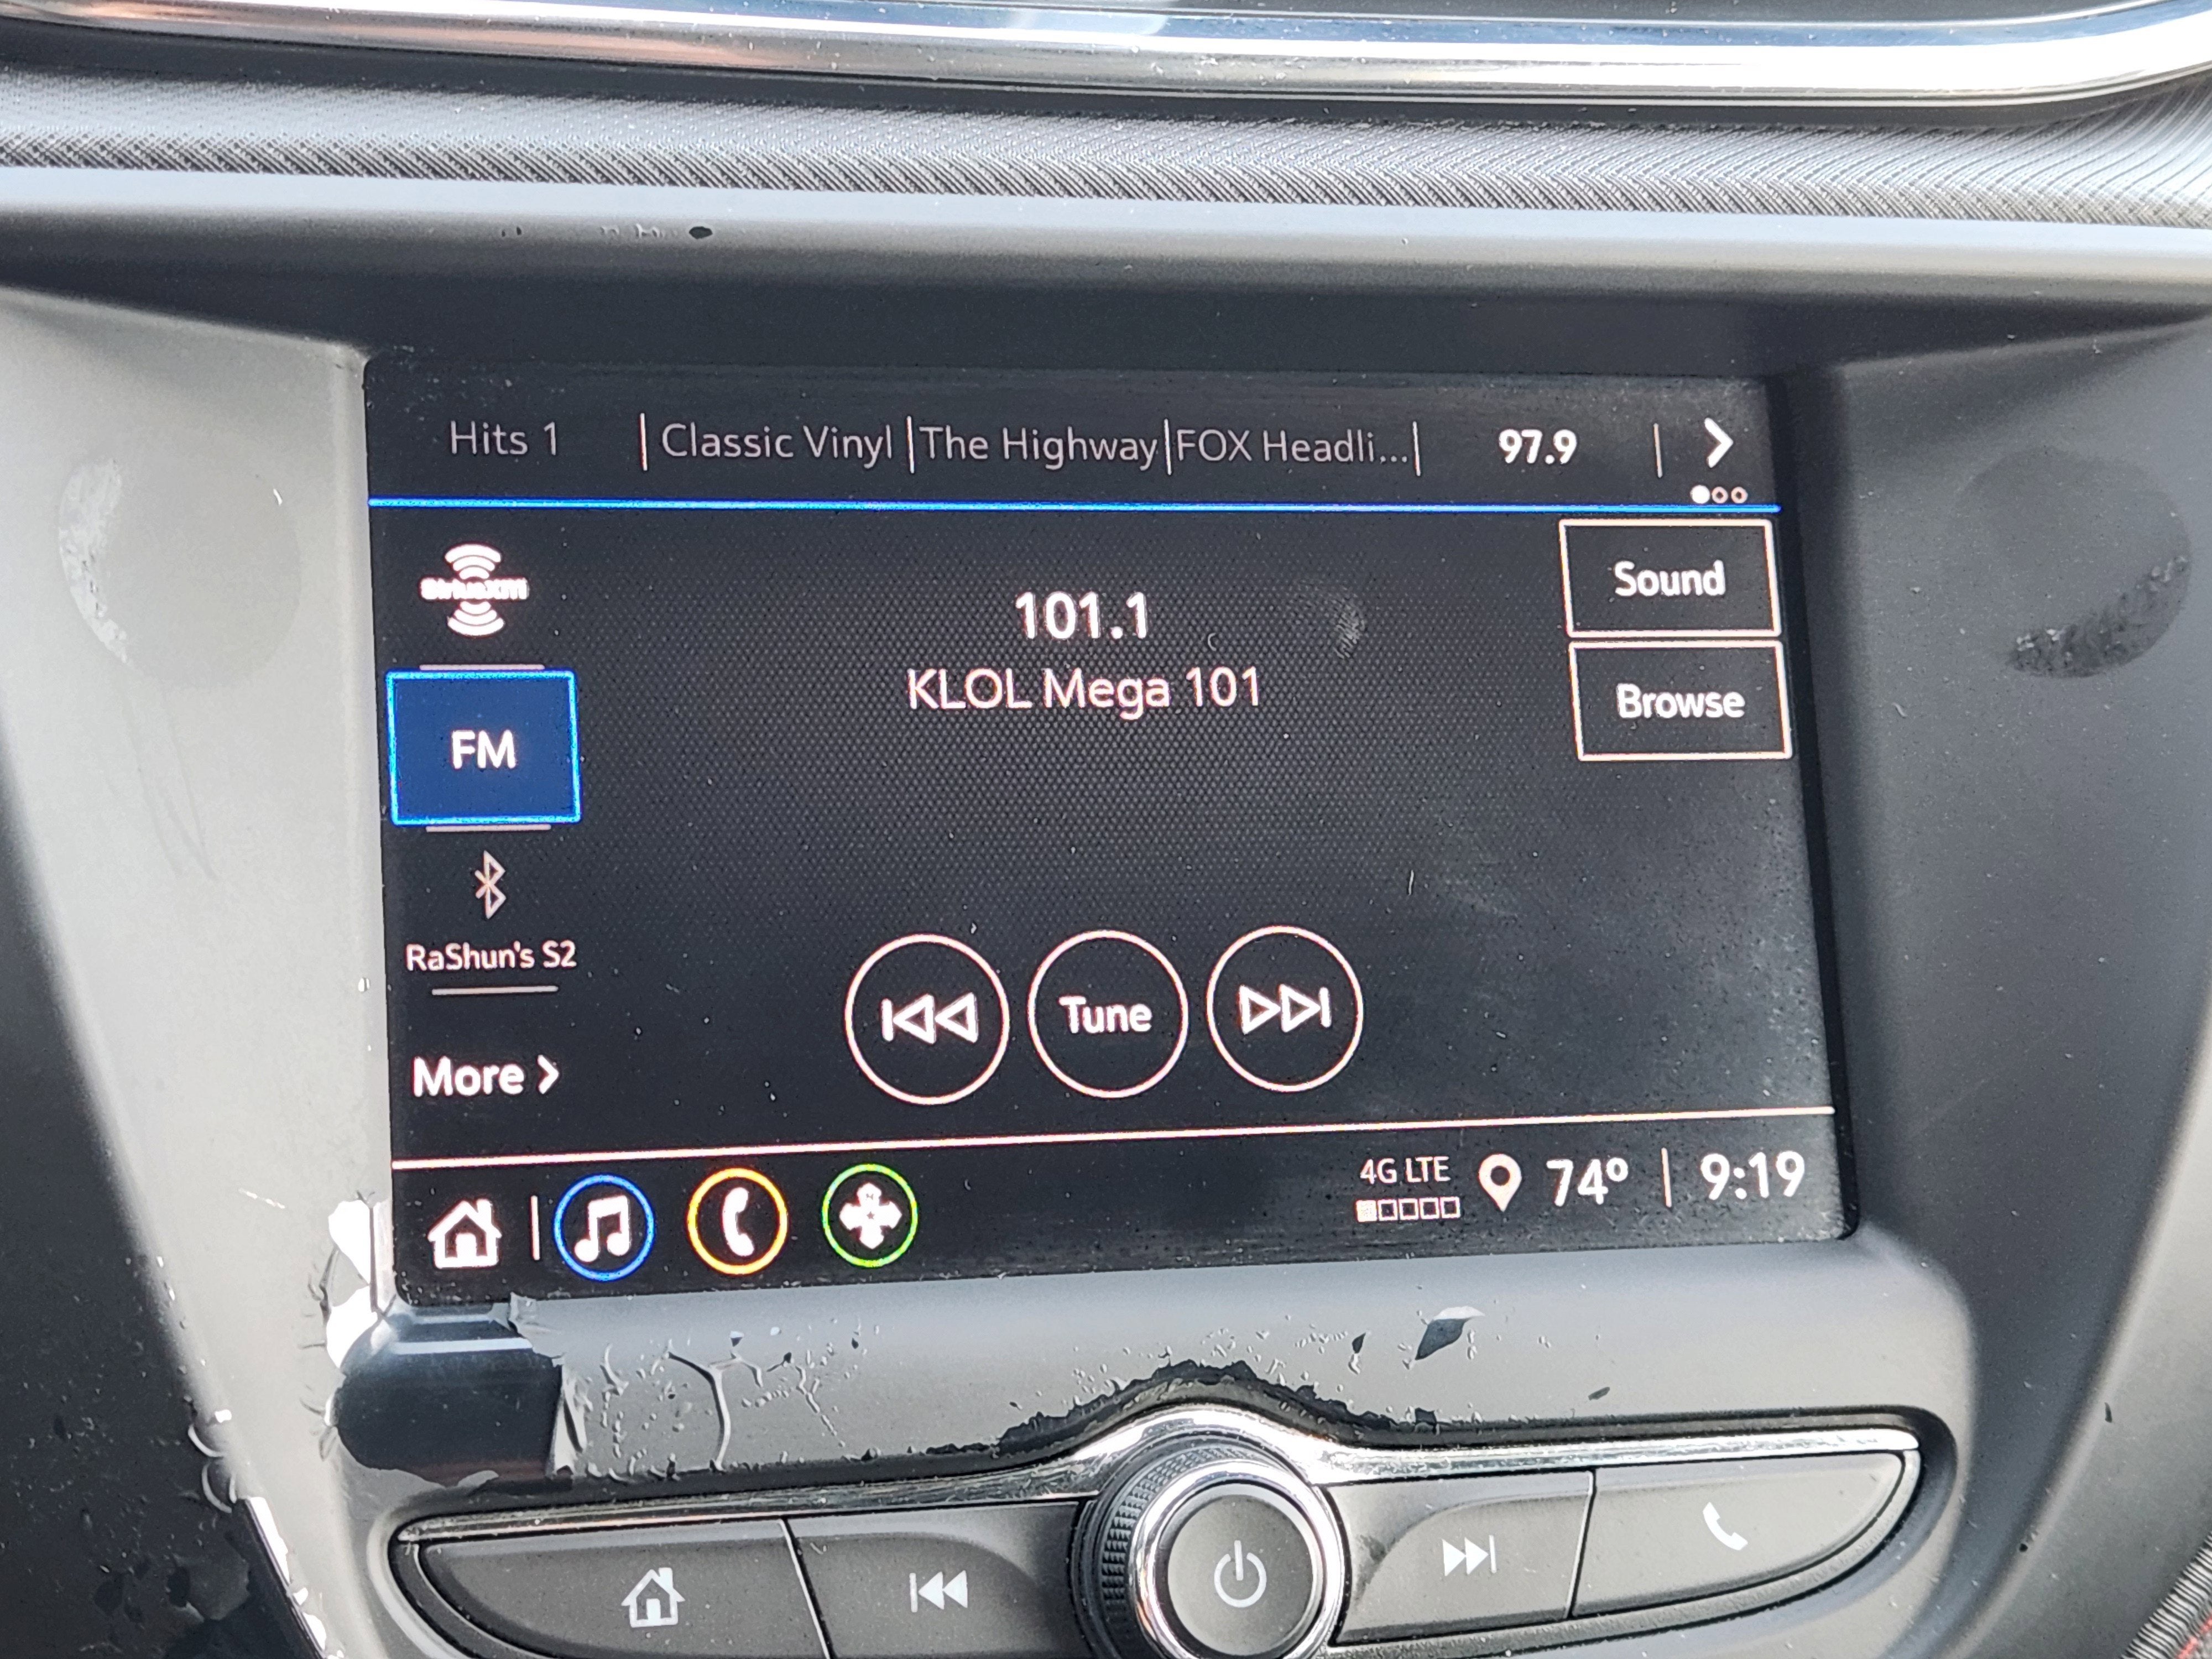 Hits 1 | Classic Vinyl | The Highway | FOX Headli... | 97.9 |
SiriusXM
Sound
101.1
KLOL Mega 101
Browse
FM
RaShun's S2
Tune
More
4G LTE 74° | 9:19